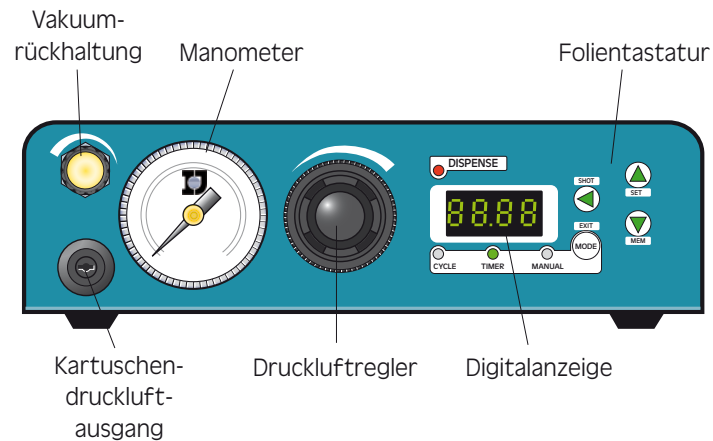 Vakuum-
rückhaltung
Manometer
Folientastatur
DISPENSE
SHOT
SET
88.88
EXIT
MODE
MEM
CYCLE
TIMER
MANUAL
Kartuschen-
druckluft-
ausgang
Druckluftregler
Digitalanzeige